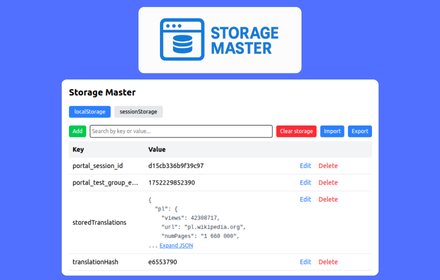 STORAGE
MASTER
Storage Master
localStorage sessionStorage
Add Search by key or value... Clear storage Import Export
Key Value
portal_session_id d15cb336b9f39c97 Edit Delete
portal_test_group_e... 1752229852390 Edit Delete
storedTranslations { Edit Delete
"pl": {
"views": 42308717,
"url": "pl.wikipedia.org",
"numPages": "1 660 000",
... Expand JSON
translationHash e6553790 Edit Delete